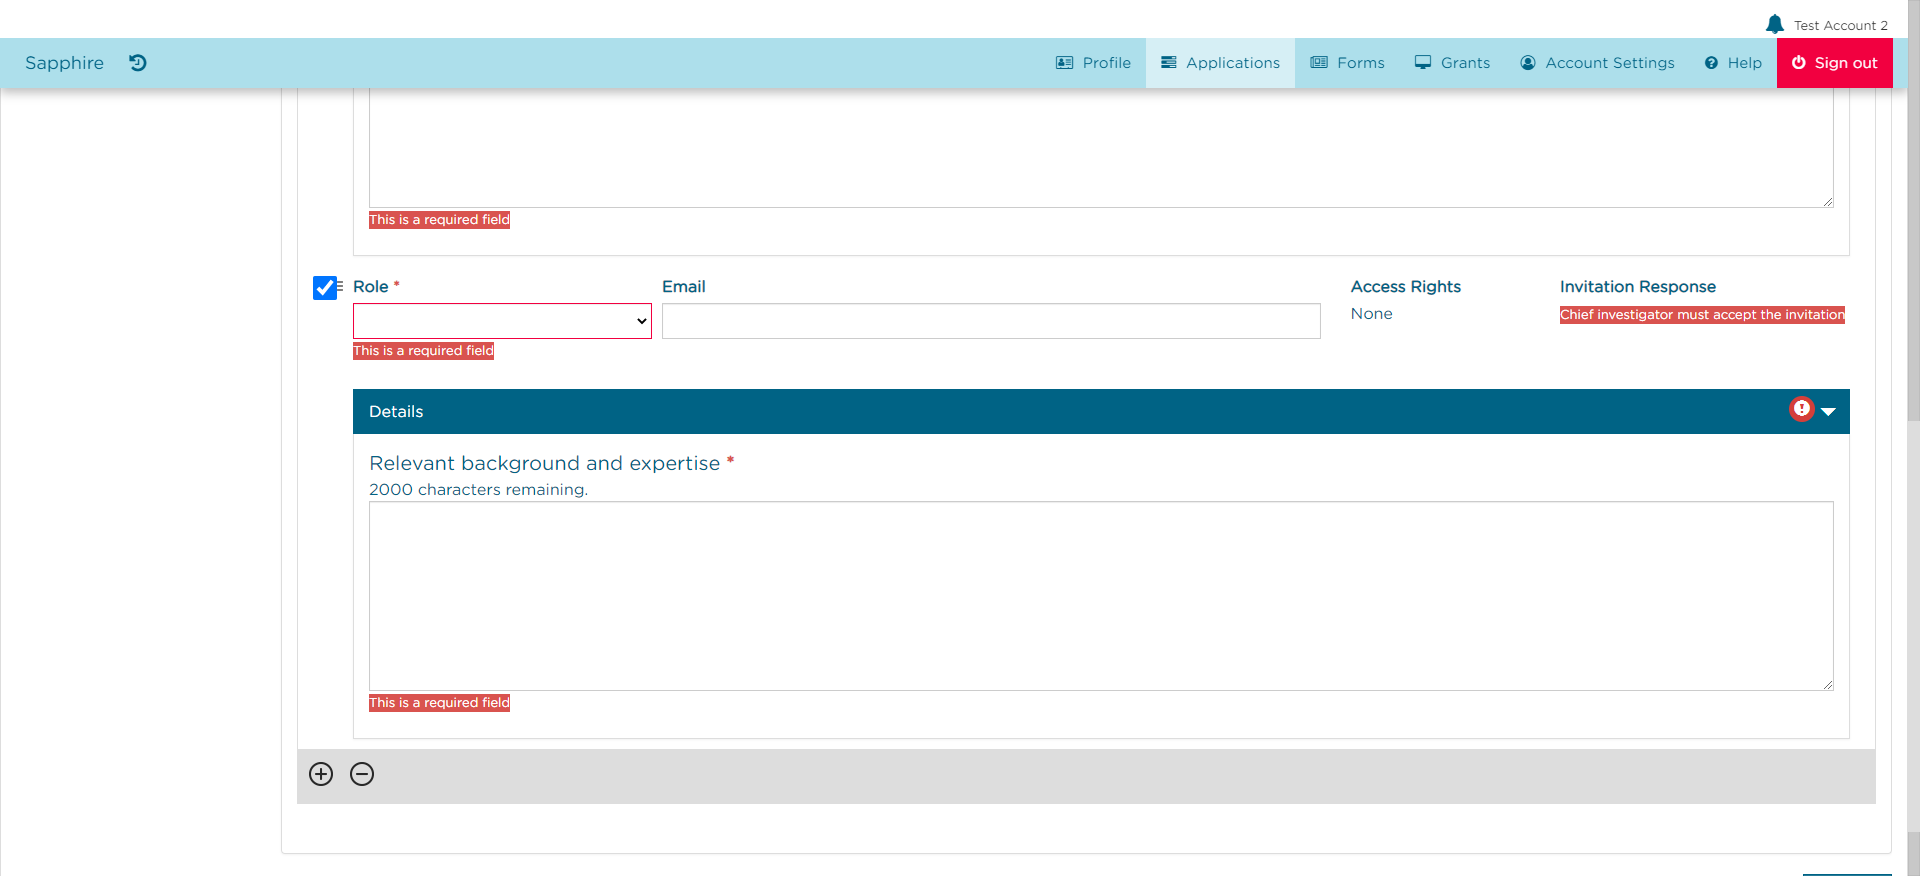 Test Account 2
Sapphire
Profile
Applications
Forms
Grants
Account Settings
Help
Sign out
This is a required field
Role *
Email
Access Rights
Invitation Response
None
Chief investigator must accept the invitation
This is a required field
Details
Relevant background and expertise *
2000 characters remaining.
This is a required field